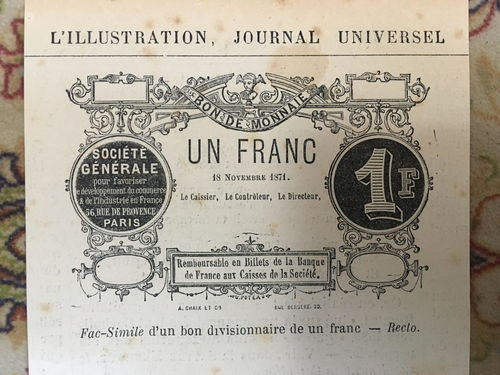 L'ILLUSTRATION, JOURNAL UNIVERSEL
BON DE MONNAIE
UN FRANC
18 NOVEMBRE 1871.
Le Caissier, Le Contrôleur, Le Directeur,
SOCIÉTÉ
GÉNÉRALE
pour favoriser
le développement du commerce
& de l'industrie en France
56, RUE DE PROVENCE
PARIS
1F
Remboursable en Billets de la Banque
de France aux Caisses de la Société.
A. CHAIX ET Cie
RUE BERGÈRE, 20.
Fac-Simile d'un bon divisionnaire de un franc — Recto.